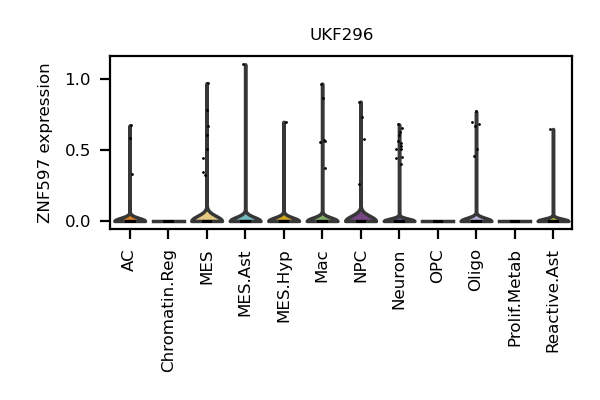 UKF296
ZNF597 expression
1.0
0.5
0.0
AC
Chromatin.Reg
MES
MES.Ast
MES.Hyp
Mac
NPC
Neuron
OPC
Oligo
Prolif.Metab
Reactive.Ast